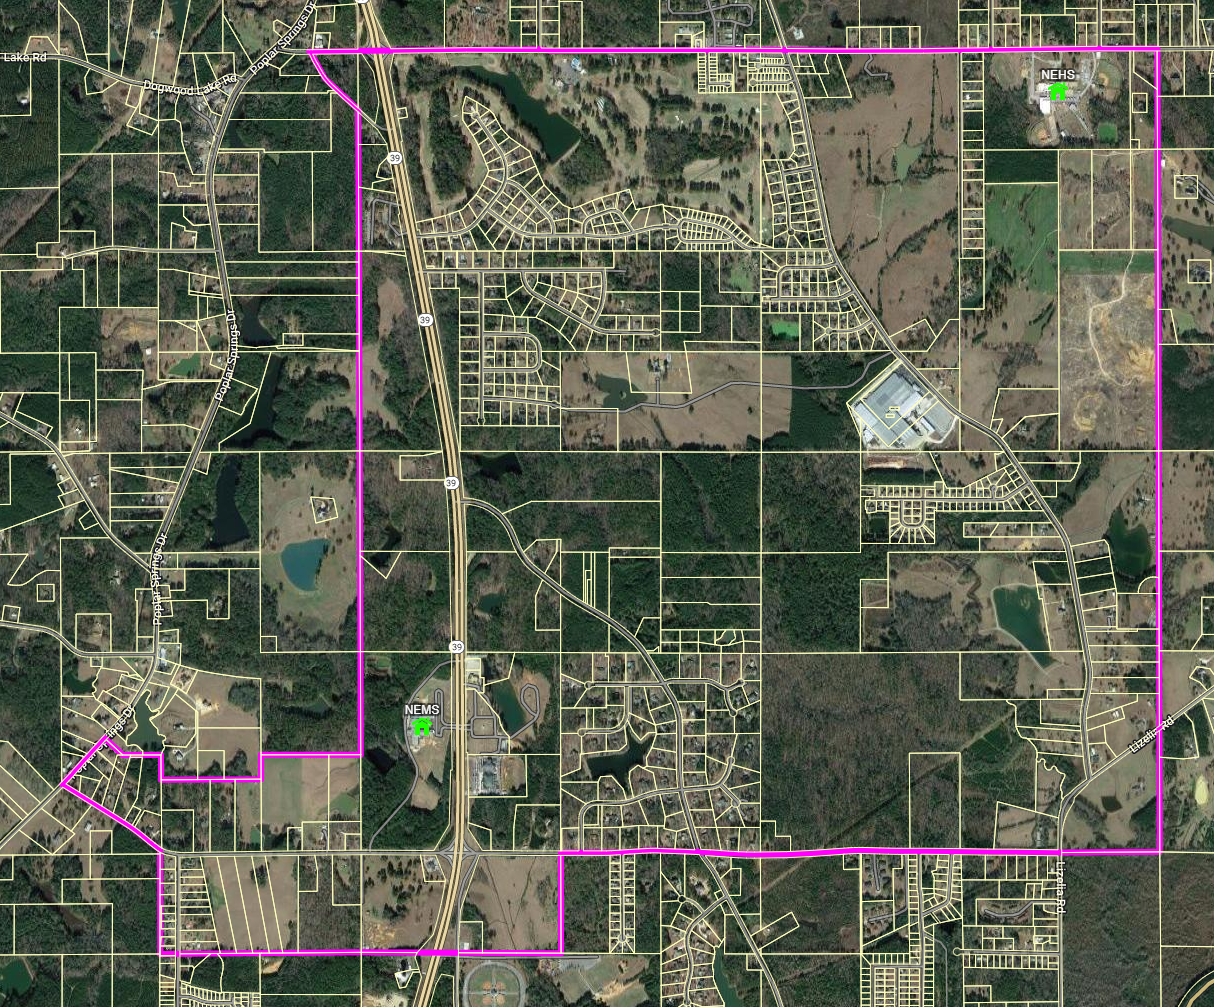 Poplar Springs Dr
Lake Rd
Dogwood Lake Rd
NEHS
39
39
Poplar Springs Dr
39
Poplar Springs Dr
39
NEMS
Lizelia Rd
Lizelia Rd